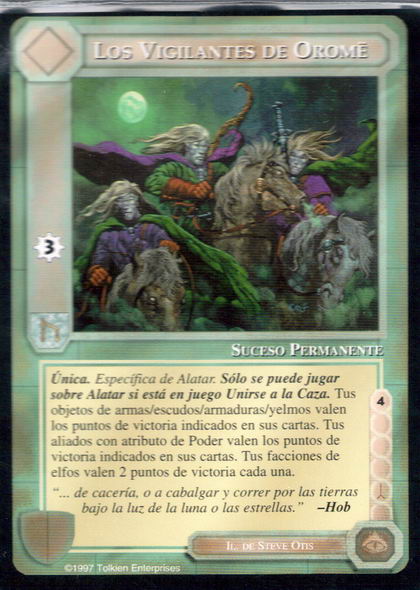 Los Vigilantes de Oromë
3
Suceso Permanente
Única. Específica de Alatar. Sólo se puede jugar
sobre Alatar si está en juego Unirse a la Caza. Tus
objetos de armas/escudos/armaduras/yelmos valen
los puntos de victoria indicados en sus cartas. Tus
aliados con atributo de Poder valen los puntos de
victoria indicados en sus cartas. Tus facciones de
elfos valen 2 puntos de victoria cada una.
4
"... de cacería, o a cabalgar y correr por las tierras
bajo la luz de la luna o las estrellas." –Hob
Il. de Steve Otis
©1997 Tolkien Enterprises